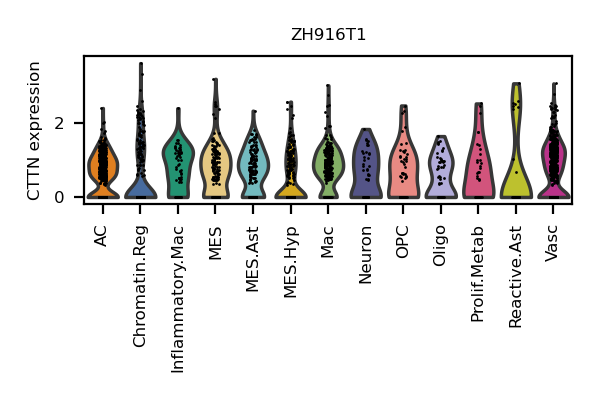 ZH916T1
CTTN expression
2
0
AC
Chromatin.Reg
Inflammatory.Mac
MES
MES.Ast
MES.Hyp
Mac
Neuron
OPC
Oligo
Prolif.Metab
Reactive.Ast
Vasc